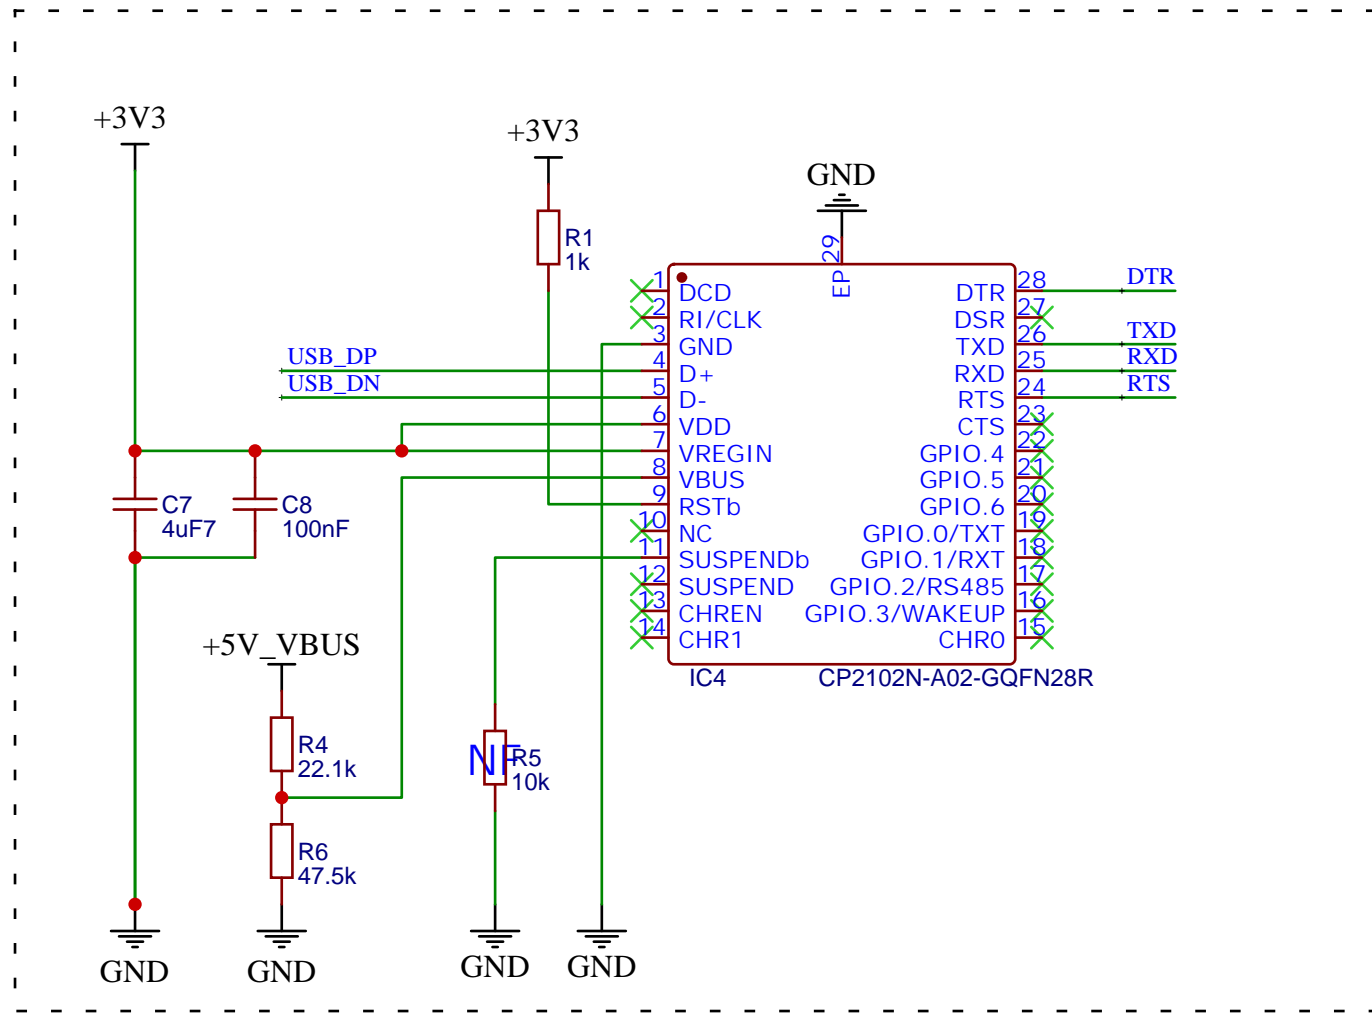 +3V3
+3V3
GND
R1
1k
29
EP
1
DCD
2
RI/CLK
3
GND
4
D+
5
D-
6
VDD
7
VREGIN
8
VBUS
9
RSTb
10
NC
11
SUSPENDb
12
SUSPEND
13
CHREN
14
CHR1
28
DTR
27
DSR
26
TXD
25
RXD
24
RTS
23
CTS
22
GPIO.4
21
GPIO.5
20
GPIO.6
19
GPIO.0/TXT
18
GPIO.1/RXT
17
GPIO.2/RS485
16
GPIO.3/WAKEUP
15
CHR0
DTR
TXD
RXD
RTS
USB_DP
USB_DN
C7
4uF7
C8
100nF
IC4
CP2102N-A02-GQFN28R
+5V_VBUS
R4
22.1k
NF
R5
10k
R6
47.5k
GND
GND
GND
GND